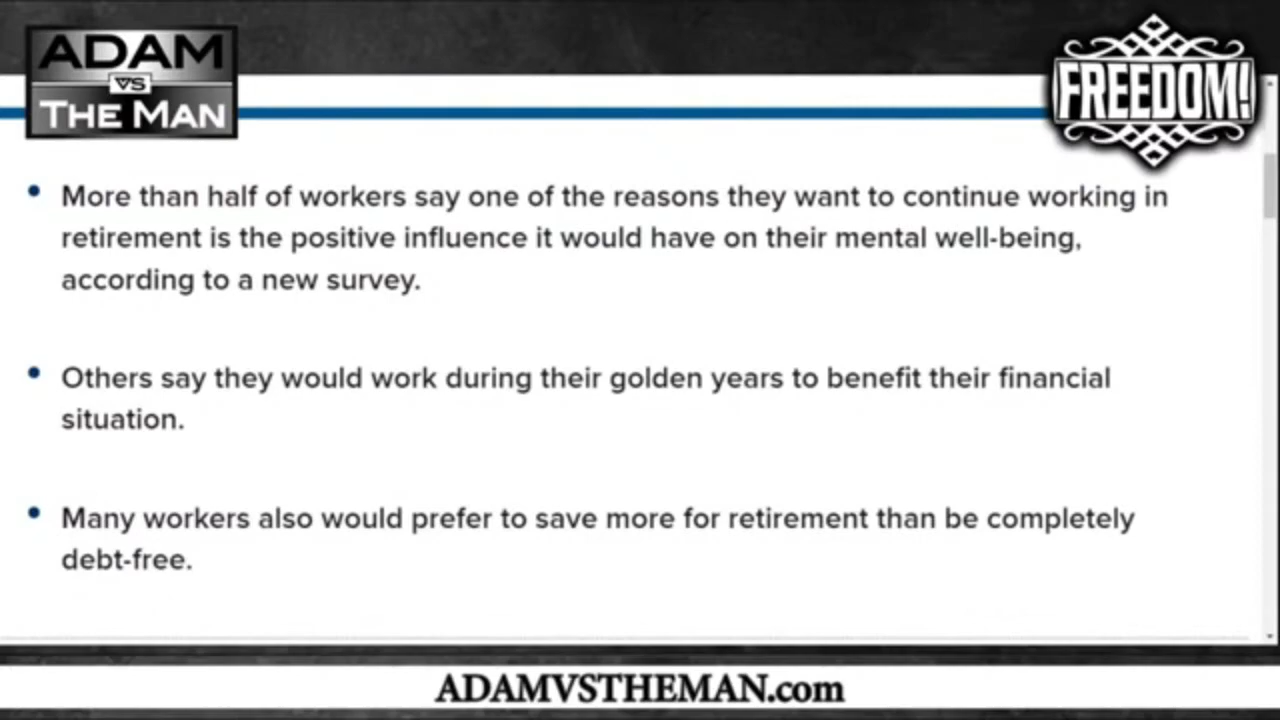 ADAM
VS
THE MAN
FREEDOM!
• More than half of workers say one of the reasons they want to continue working in
retirement is the positive influence it would have on their mental well-being,
according to a new survey.
• Others say they would work during their golden years to benefit their financial
situation.
• Many workers also would prefer to save more for retirement than be completely
debt-free.
ADAMVSTHEMAN.com